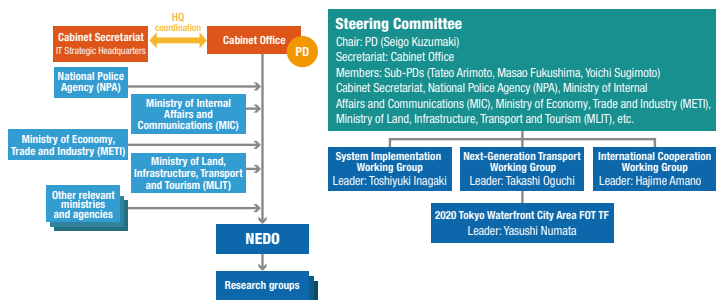 HQ
coordination
Cabinet Secretariat
IT Strategic Headquarters
Cabinet Office
PD
National Police
Agency (NPA)
Ministry of Internal
Affairs and
Communications (MIC)
Ministry of Economy,
Trade and Industry (METI)
Ministry of Land,
Infrastructure, Transport
and Tourism (MLIT)
Other relevant
ministries
and agencies
NEDO
Research groups
Steering Committee
Chair: PD (Seigo Kuzumaki)
Secretariat: Cabinet Office
Members: Sub-PDs (Tateo Arimoto, Masao Fukushima, Yoichi Sugimoto)
Cabinet Secretariat, National Police Agency (NPA), Ministry of Internal
Affairs and Communications (MIC), Ministry of Economy, Trade and Industry (METI),
Ministry of Land, Infrastructure, Transport and Tourism (MLIT), etc.
System Implementation
Working Group
Leader: Toshiyuki Inagaki
Next-Generation Transport
Working Group
Leader: Takashi Oguchi
International Cooperation
Working Group
Leader: Hajime Amano
2020 Tokyo Waterfront City Area FOT TF
Leader: Yasushi Numata